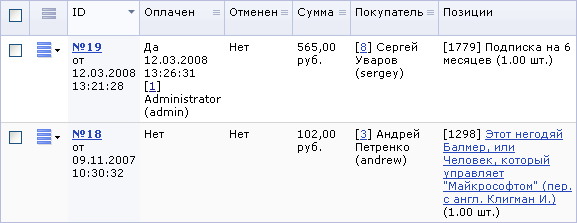 ID Оплачен Отменен Сумма Покупатель Позиции
№19 Да Нет 565,00 [8] Сергей [1779] Подписка на 6
от 12.03.2008 руб. Уваров месяцев (1.00 шт.)
12.03.2008 13:26:31 (sergey)
13:21:28 [1]
Administrator
(admin)
№18 Нет Нет 102,00 [3] Андрей [1298] Этот негодяй
от руб. Петренко Балмер, или
09.11.2007 (andrew) Человек, который
10:30:32 управляет
"Майкрософтом" (пер.
с англ. Клигман И.)
(1.00 шт.)